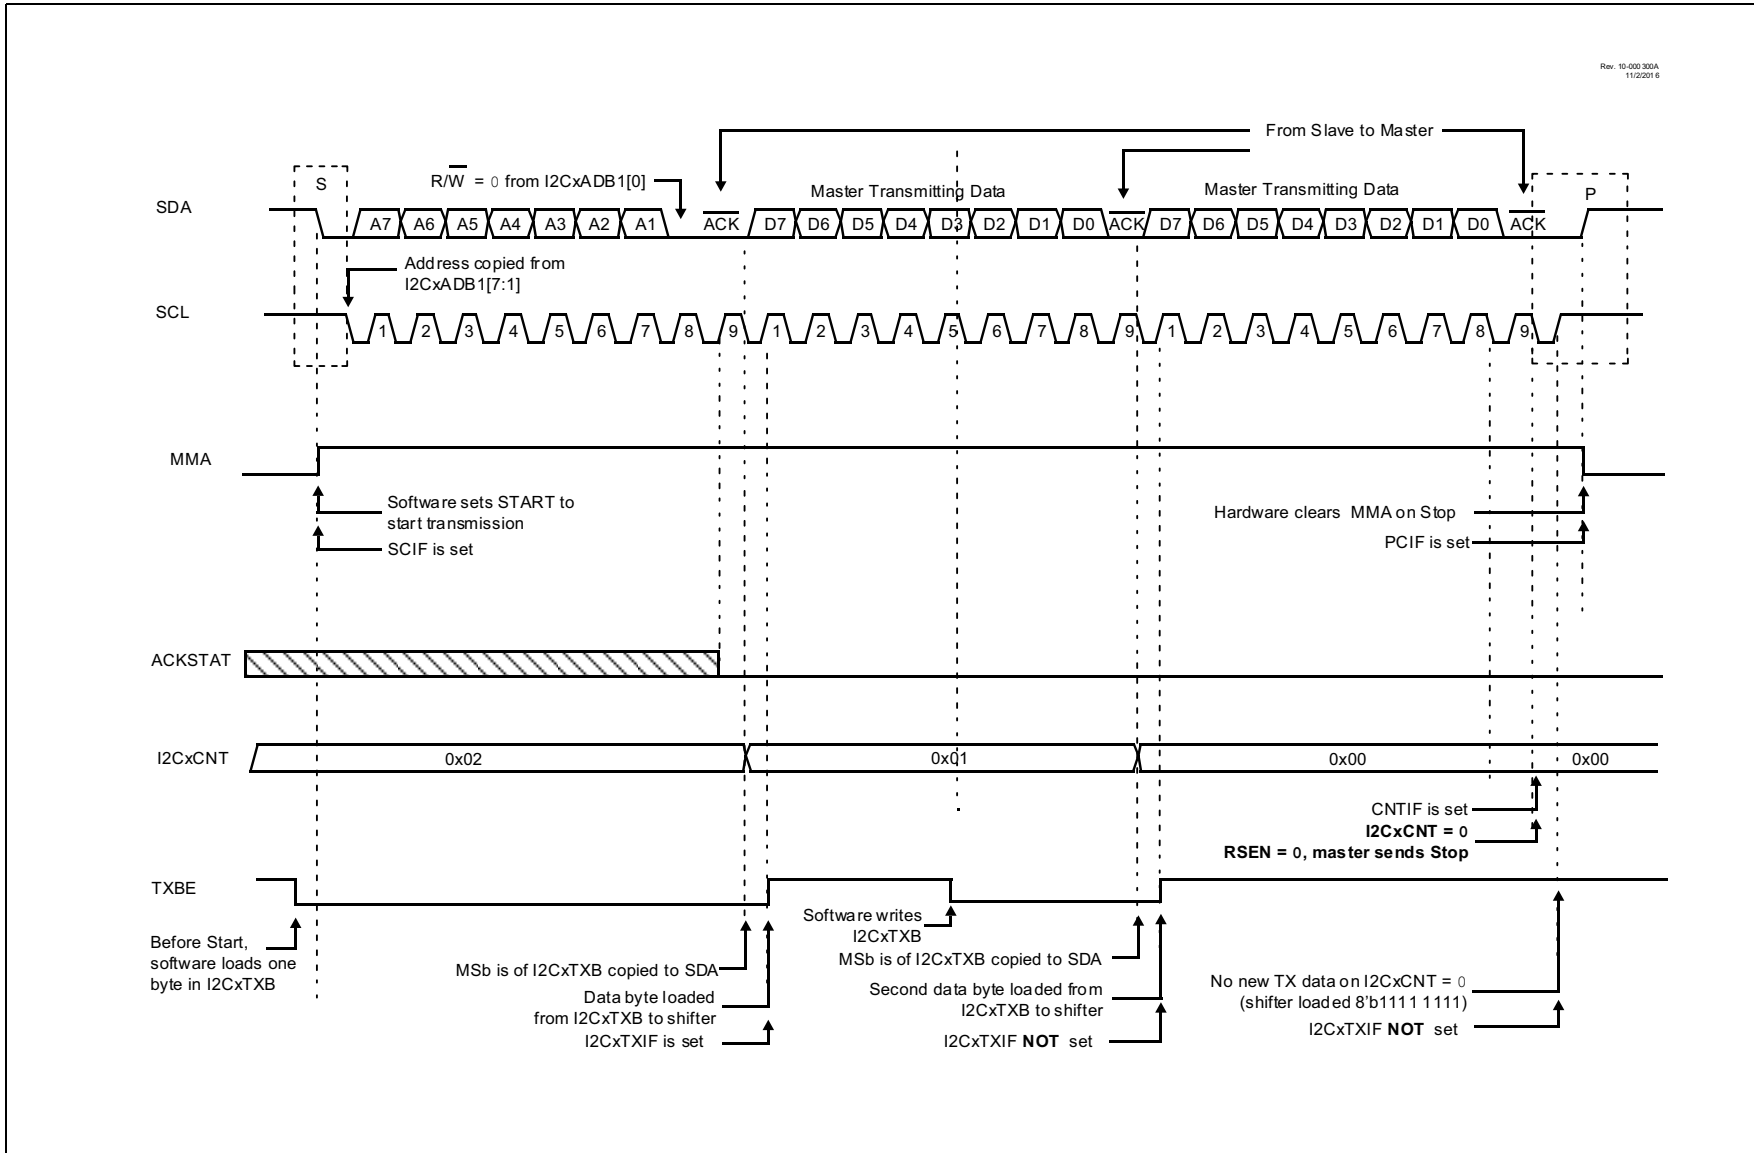 Rev. 10-000300A
11/2/2016
From Slave to Master
S
R/W = 0 from I2CxADB1[0]
Master Transmitting Data
Master Transmitting Data
P
SDA
A7 A6 A5 A4 A3 A2 A1 ACK D7 D6 D5 D4 D3 D2 D1 D0 ACK D7 D6 D5 D4 D3 D2 D1 D0 ACK
Address copied from
I2CxADB1[7:1]
SCL
1 2 3 4 5 6 7 8 9 1 2 3 4 5 6 7 8 9 1 2 3 4 5 6 7 8 9
MMA
Software sets START to
start transmission
SCIF is set
Hardware clears MMA on Stop
PCIF is set
ACKSTAT
I2CxCNT
0x02
0x01
0x00
0x00
CNTIF is set
I2CxCNT = 0
RSEN = 0, master sends Stop
TXBE
Before Start,
software loads one
byte in I2CxTXB
MSb is of I2CxTXB copied to SDA
Data byte loaded
from I2CxTXB to shifter
I2CxTXIF is set
Software writes
I2CxTXB
MSb is of I2CxTXB copied to SDA
Second data byte loaded from
I2CxTXB to shifter
I2CxTXIF NOT set
No new TX data on I2CxCNT = 0
(shifter loaded 8'b1111 1111)
I2CxTXIF NOT set